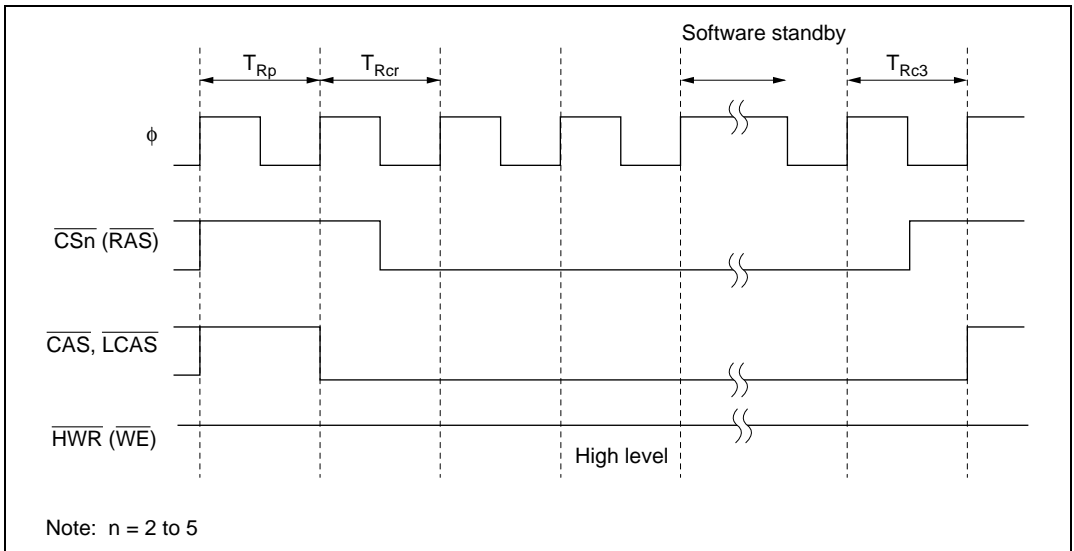 Software standby
TRp TRcr TRc3
ϕ
CSn (RAS)
CAS, LCAS
HWR (WE)
High level
Note: n = 2 to 5